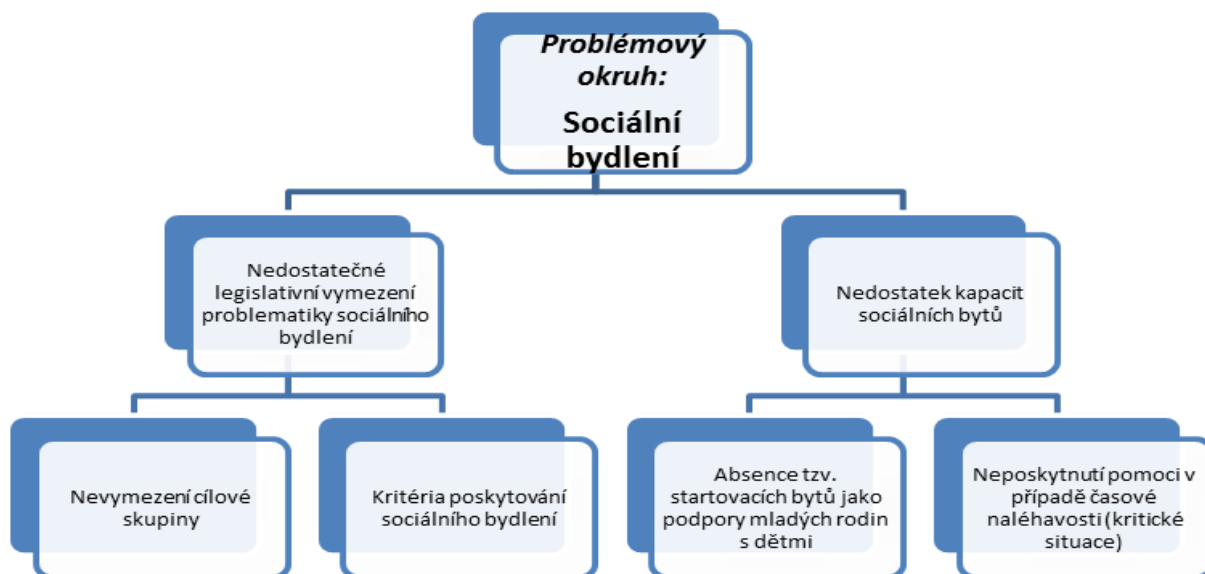 Problémový
okruh:
Sociální
bydlení
Nedostatečné
legislativní vymezení
problematiky sociálního
bydlení
Nedostatek kapacit
sociálních bytů
Nevymezení cílové
skupiny
Kritéria poskytování
sociálního bydlení
Absence tzv.
startovacích bytů jako
podpory mladých rodin
s dětmi
Neposkytnutí pomoci v
případě časové
naléhavosti (kritické
situace)